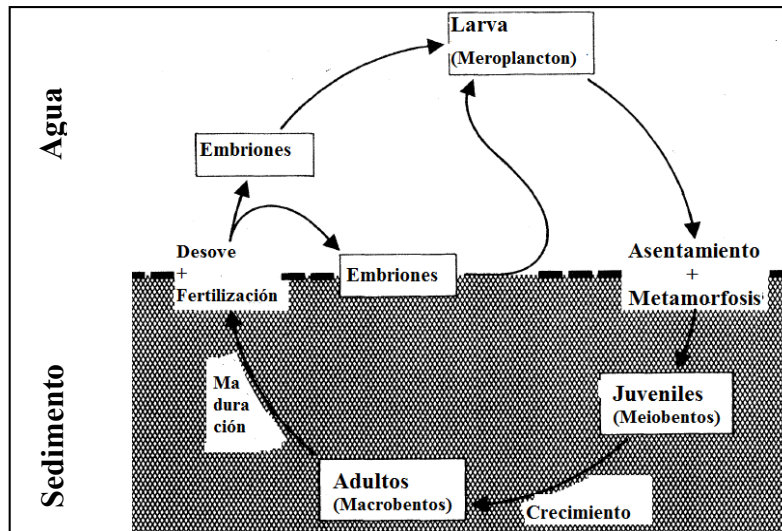 Larva
(Meroplancton)
Agua
Embriones
Desove
+
Fertilización
Embriones
Asentamiento
+
Metamorfosis
Sedimento
Ma
dura
ción
Juveniles
(Meiobentos)
Adultos
(Macrobentos)
Crecimiento